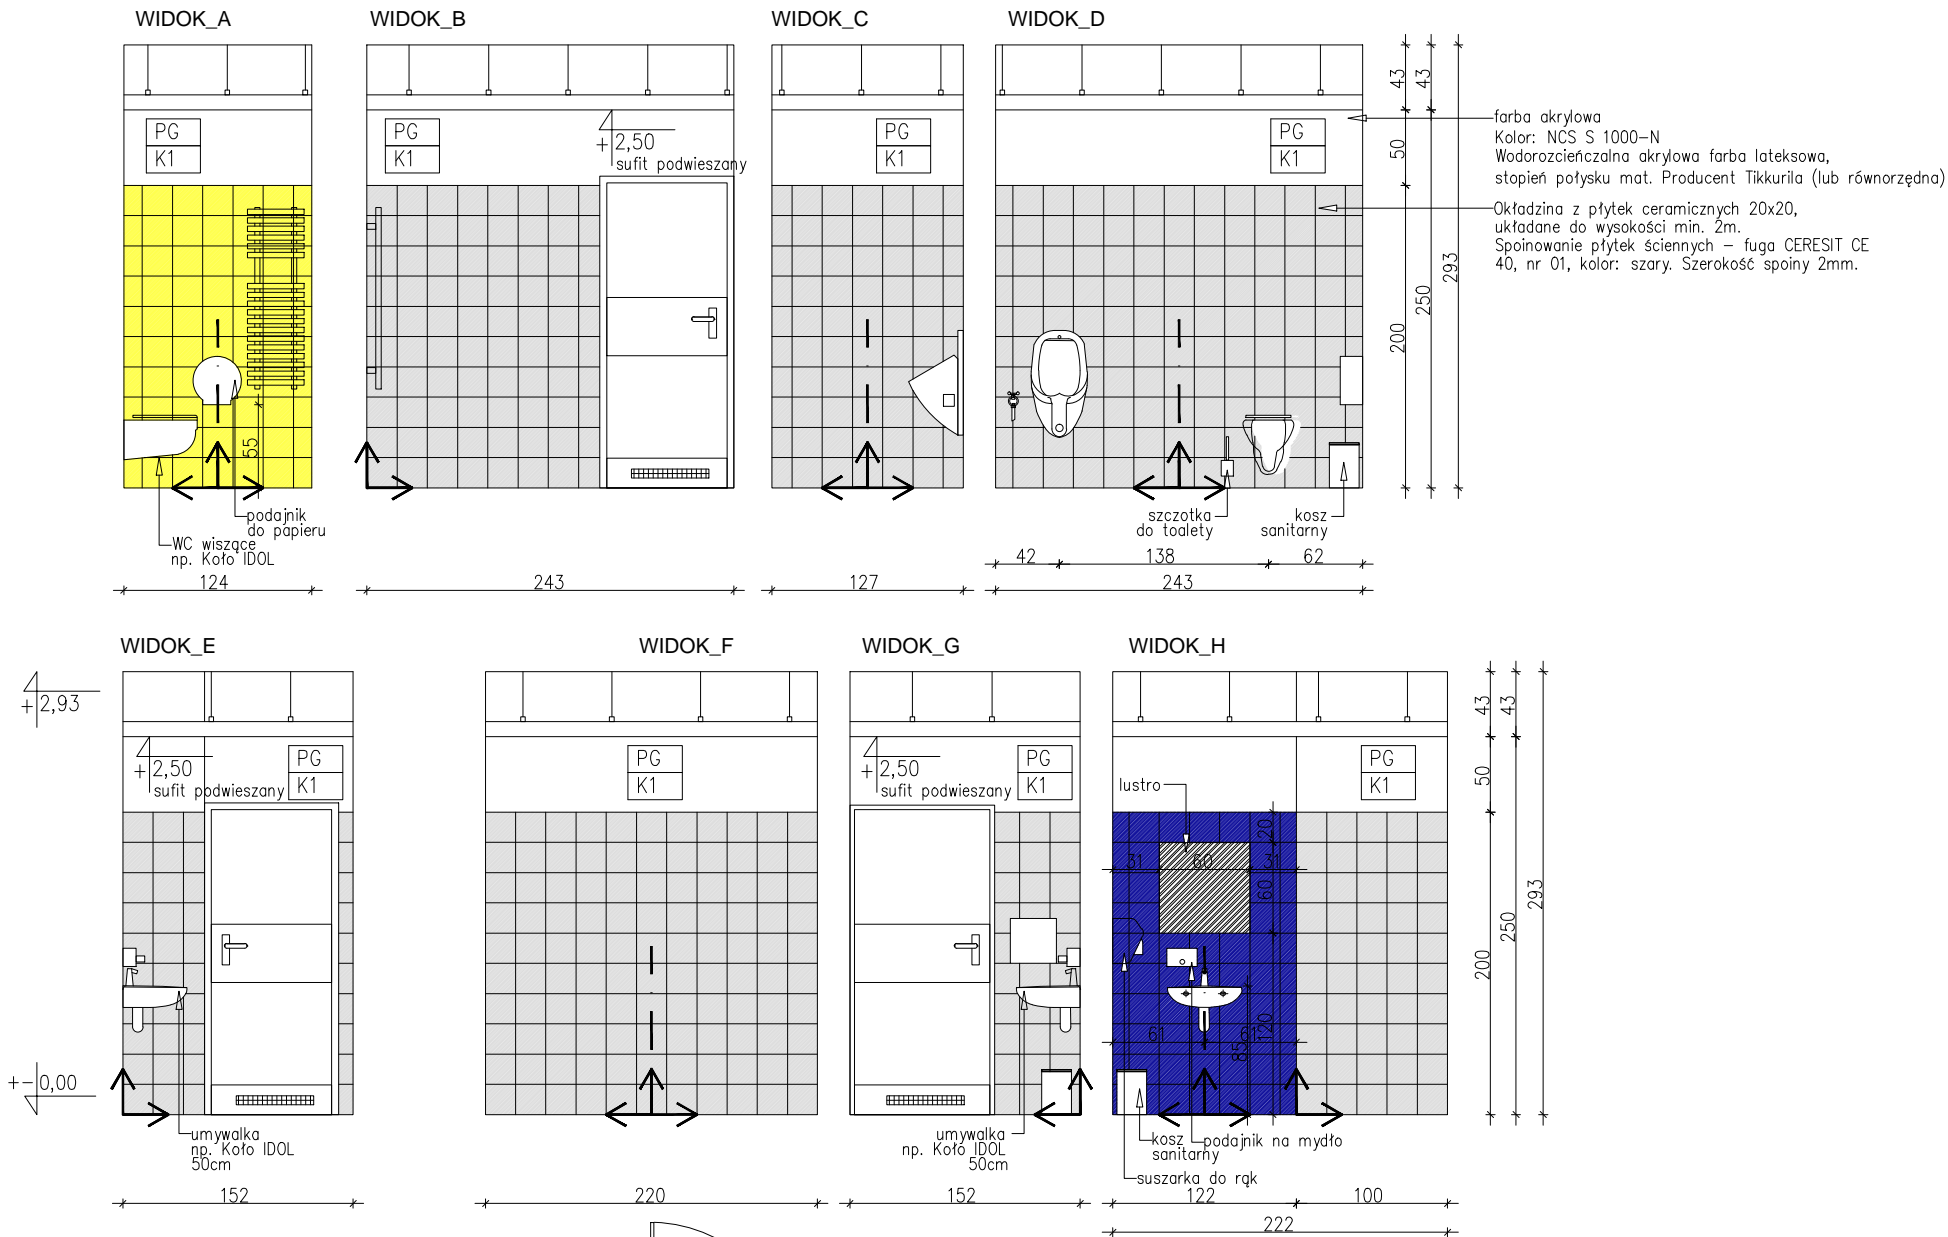 WIDOK_A
WIDOK_B
WIDOK_C
WIDOK_D
PG
K1
PG
K1
+2,50
sufit podwieszany
PG
K1
PG
K1
43
43
50
200
250
293
farba akrylowa
Kolor: NCS S 1000-N
Wodorozcieńczalna akrylowa farba lateksowa,
stopień połysku mat. Producent Tikkurila (lub równorzędna)
Okładzina z płytek ceramicznych 20x20,
układane do wysokości min. 2m.
Spoinowanie płytek ściennych – fuga CERESIT CE
40, nr 01, kolor: szary. Szerokość spoiny 2mm.
55
podajnik
do papieru
WC wiszące
np. Koło IDOL
szczotka
do toalety
kosz
sanitarny
42
138
62
124
243
127
243
WIDOK_E
WIDOK_F
WIDOK_G
WIDOK_H
+2,93
+2,50
sufit podwieszany
PG
K1
PG
K1
+2,50
sufit podwieszany
PG
K1
lustro
PG
K1
43
43
50
200
250
293
20
31
60
31
60
61
61
85
120
+-0,00
umywalka
np. Koło IDOL
50cm
umywalka
np. Koło IDOL
50cm
kosz
sanitarny
podajnik na mydło
suszarka do rąk
152
220
152
122
100
222